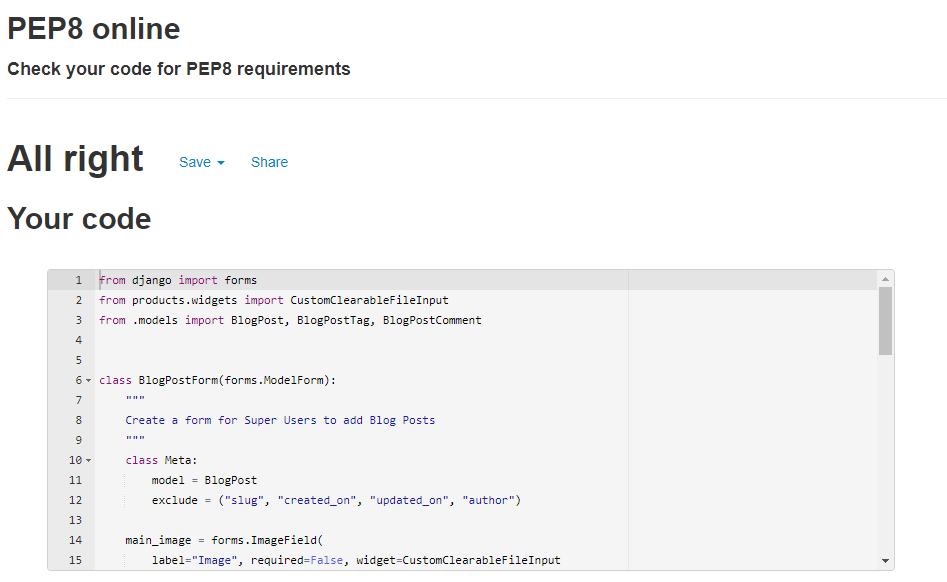 PEP8 online
Check your code for PEP8 requirements
All right Save Share
Your code
1 from django import forms
2 from products.widgets import CustomClearableFileInput
3 from .models import BlogPost, BlogPostTag, BlogPostComment
4
5
6 class BlogPostForm(forms.ModelForm):
7     """
8     Create a form for Super Users to add Blog Posts
9     """
10     class Meta:
11         model = BlogPost
12         exclude = ("slug", "created_on", "updated_on", "author")
13
14     main_image = forms.ImageField(
15         label="Image", required=False, widget=CustomClearableFileInput